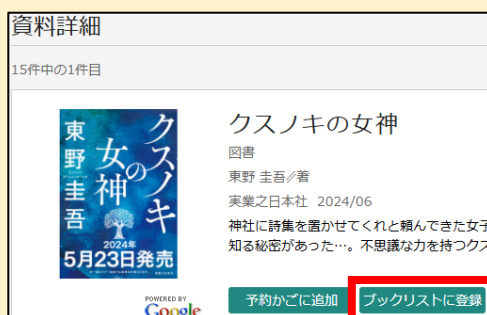 資料詳細
15件中の1件目
東野圭吾
クスノキの女神
2024年
5月23日発売
POWERED BY
Google
クスノキの女神
図書
東野 圭吾//著
実業之日本社 2024/06
神社に詩集を置かせてくれと頼んできた女子
知る秘密があった…。不思議な力を持つクス
予約かごに追加 ブックリストに登録